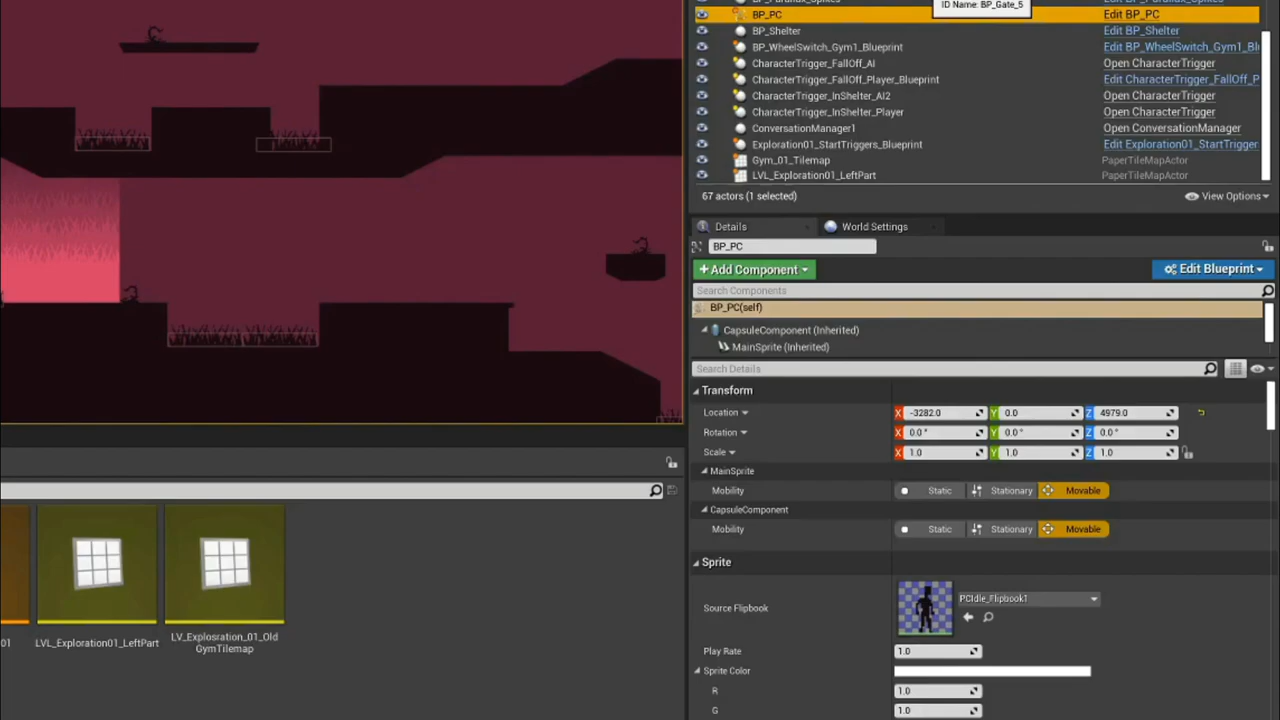 ID Name: BP_Gate_5
BP_PC Edit BP_PC
BP_Shelter Edit BP_Shelter
BP_WheelSwitch_Gym1_Blueprint Edit BP_WheelSwitch_Gym1_Bl
CharacterTrigger_FallOff_AI Open CharacterTrigger
CharacterTrigger_FallOff_Player_Blueprint Edit CharacterTrigger_FallOff_P
CharacterTrigger_InShelter_AI2 Open CharacterTrigger
CharacterTrigger_InShelter_Player Open CharacterTrigger
ConversationManager1 Open ConversationManager
Exploration01_StartTriggers_Blueprint Edit Exploration01_StartTrigger
Gym_01_Tilemap PaperTileMapActor
LVL_Exploration01_LeftPart PaperTileMapActor
67 actors (1 selected) View Options
Details World Settings
BP_PC
+Add Component Edit Blueprint
Search Components
BP_PC(self)
CapsuleComponent (Inherited)
MainSprite (Inherited)
Search Details
Transform
Location X -3282.0 Y 0.0 Z 4979.0
Rotation X 0.0 ° Y 0.0 ° Z 0.0 °
Scale X 1.0 Y 1.0 Z 1.0
MainSprite
Mobility Static Stationary Movable
CapsuleComponent
Mobility Static Stationary Movable
Sprite
Source Flipbook PCIdle_Flipbook1
Play Rate 1.0
Sprite Color
R 1.0
G 1.0
01
LVL_Exploration01_LeftPart
LV_Explosration_01_Old
GymTilemap